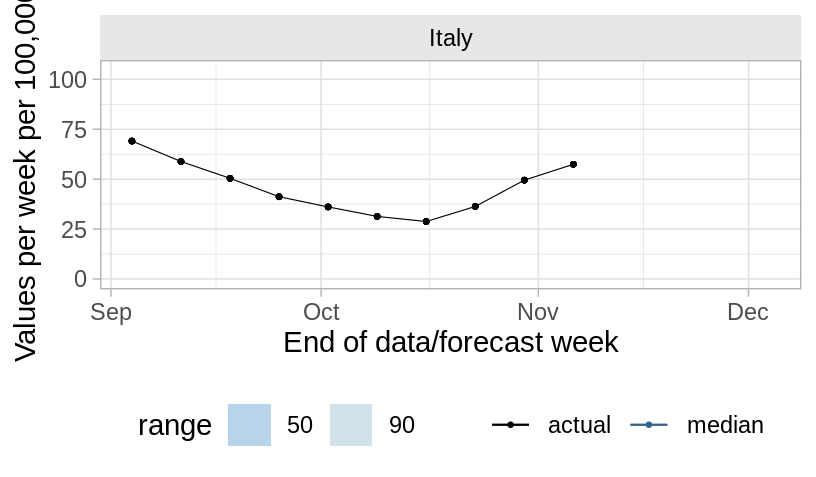 Italy
Values per week per 100,000
100
75
50
25
0
Sep Oct Nov Dec
End of data/forecast week
range 50 90 actual median